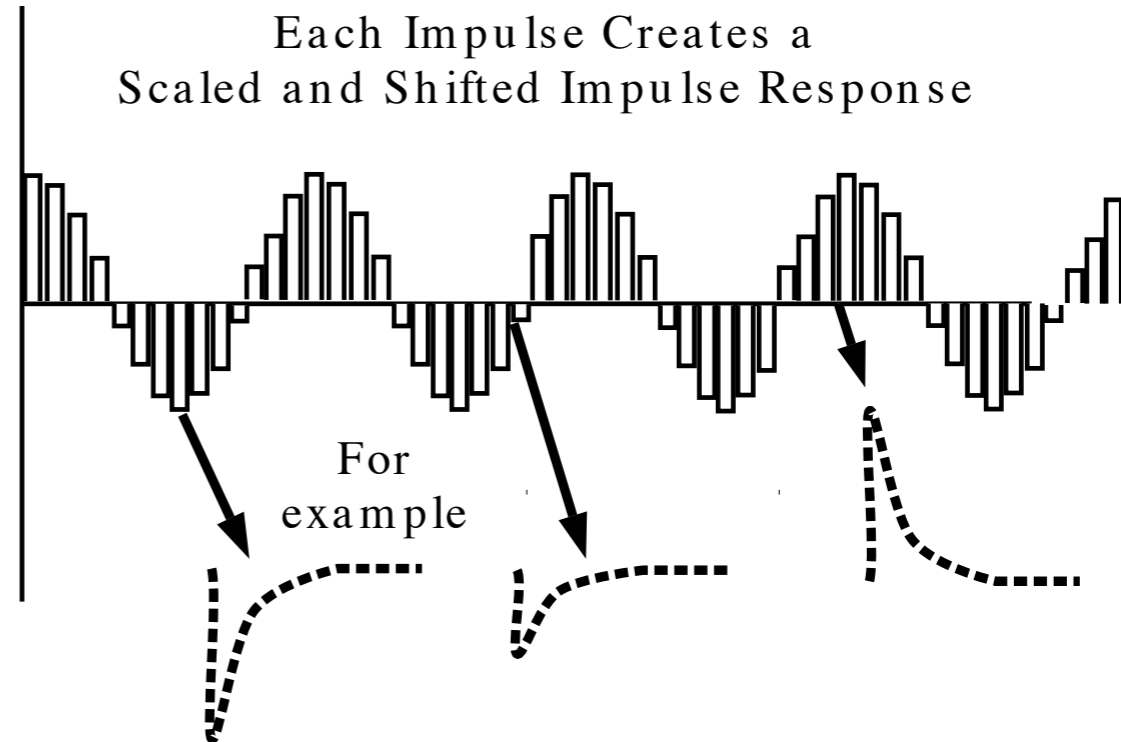 Each Impulse Creates a
Scaled and Shifted Impulse Response
For
example